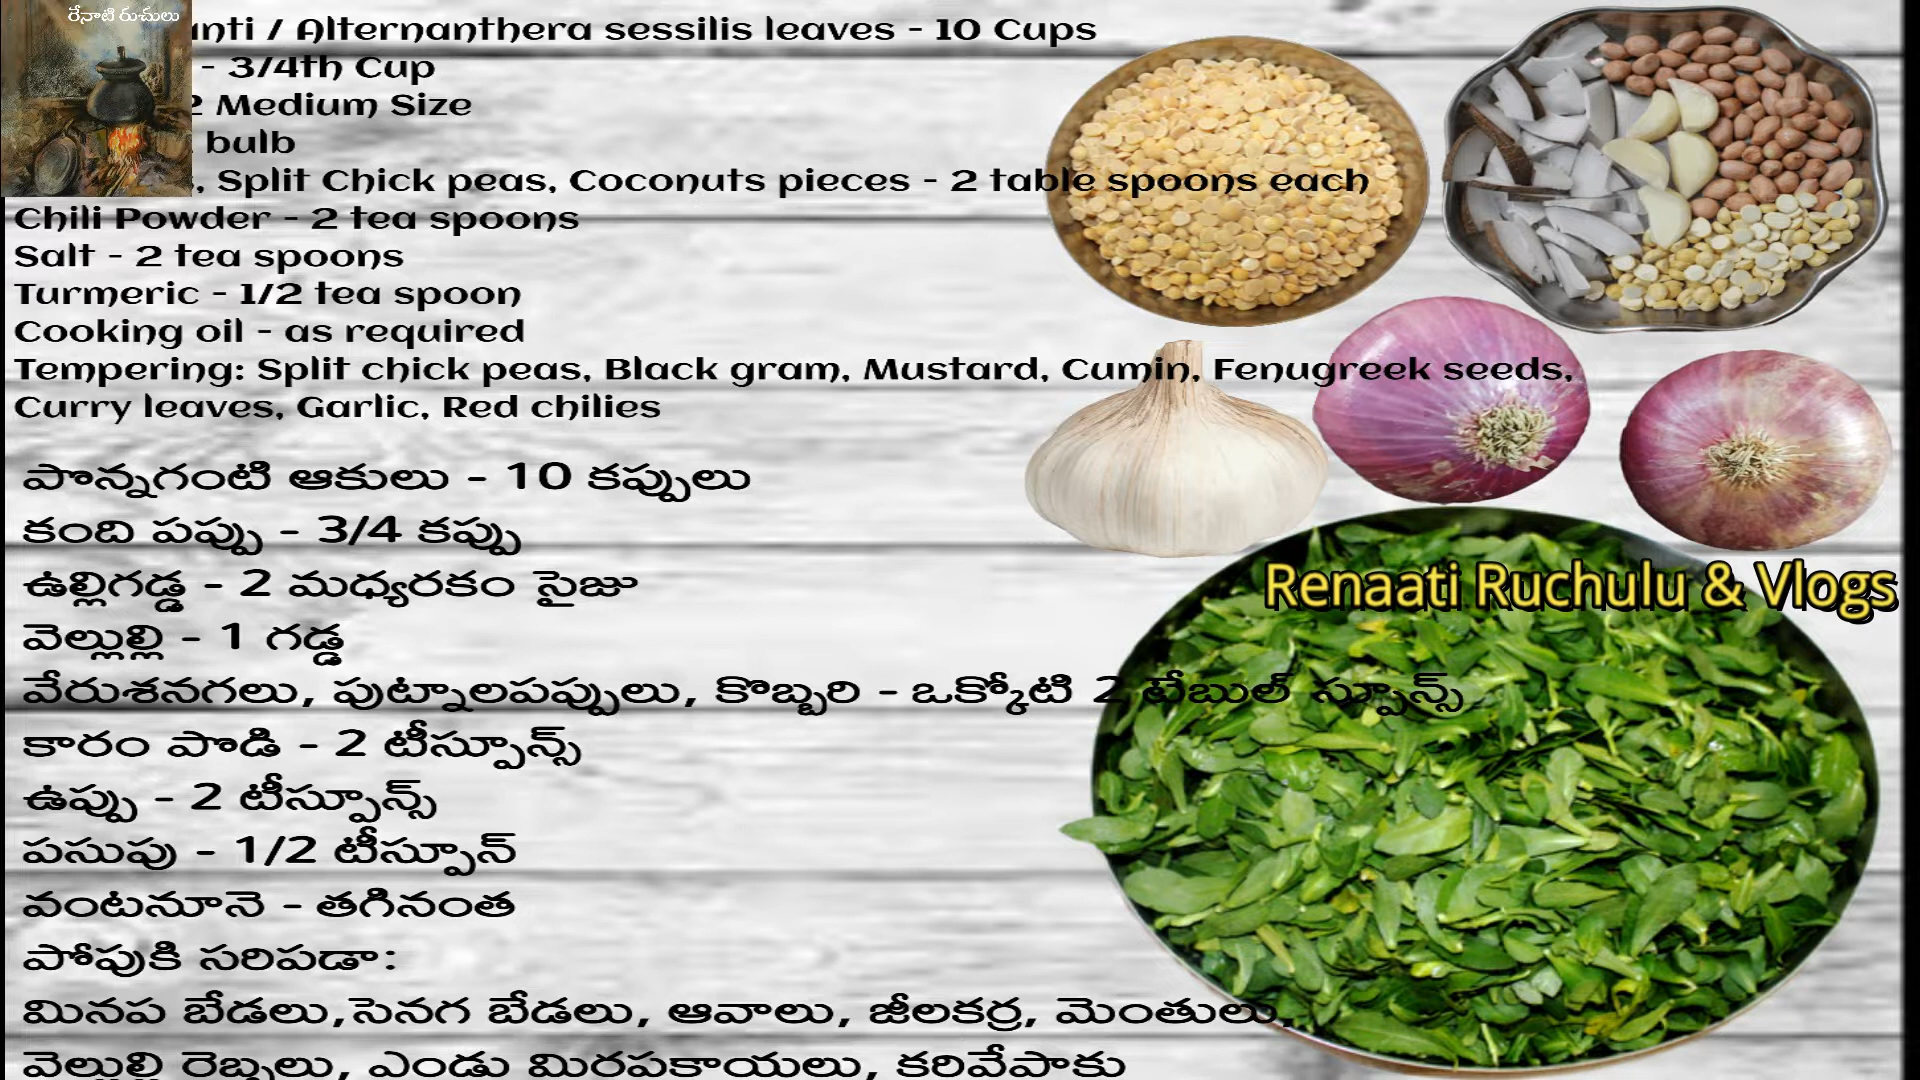 రేనాటి రుచులు
nti / Alternanthera sessilis leaves - 10 Cups
- 3/4th Cup
2 Medium Size
bulb
, Split Chick peas, Coconuts pieces - 2 table spoons each
Chili Powder - 2 tea spoons
Salt - 2 tea spoons
Turmeric - 1/2 tea spoon
Cooking oil - as required
Tempering: Split chick peas, Black gram, Mustard, Cumin, Fenugreek seeds,
Curry leaves, Garlic, Red chilies
పొన్నగంటి ఆకులు - 10 కప్పులు
కంది పప్పు - 3/4 కప్పు
ఉల్లిగడ్డ - 2 మధ్యరకం సైజు
Renaati Ruchulu & Vlogs
వెల్లుల్లి - 1 గడ్డ
వేరుశనగలు, పుట్నాలపప్పులు, కొబ్బరి - ఒక్కోటి 2 టేబుల్ స్పూన్స్
కారం పొడి - 2 టీస్పూన్స్
ఉప్పు - 2 టీస్పూన్స్
పసుపు - 1/2 టీస్పూన్
వంటనూనె - తగినంత
పోపుకి సరిపడా:
మినప బేడలు,సెనగ బేడలు, ఆవాలు, జీలకర్ర, మెంతులు,
వెల్లుల్లి రెబ్బలు, ఎండు మిరపకాయలు, కరివేపాకు